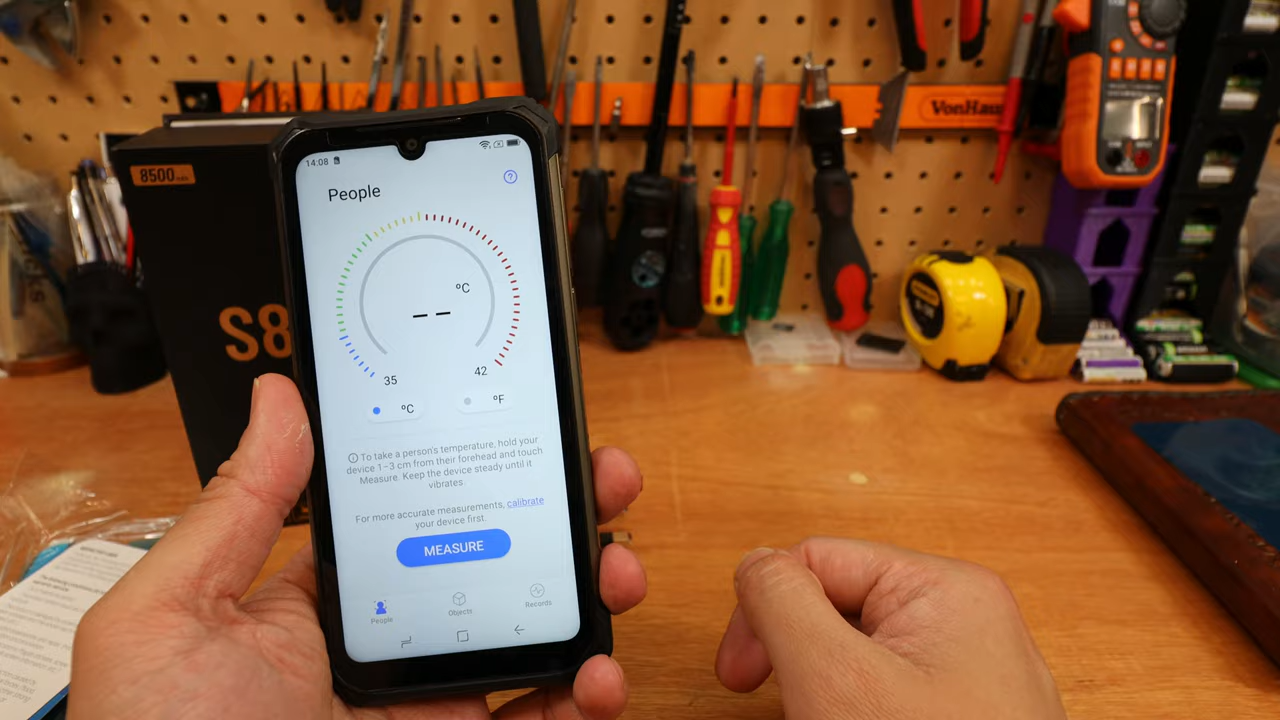 8500mAh
S8
VonHau
14:08
People
°C
35
42
°C
°F
To take a person's temperature, hold your
device 1–3 cm from their forehead and touch
Measure. Keep the device steady until it
vibrates.
For more accurate measurements, calibrate
your device first.
MEASURE
People
Objects
Records